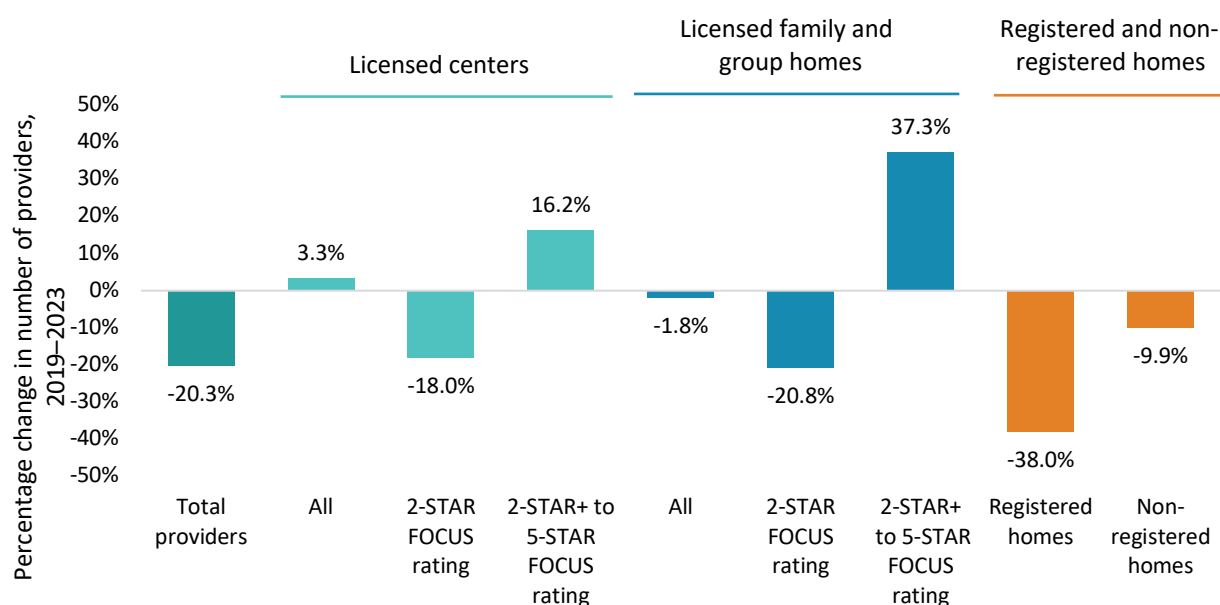 Licensed centers
Licensed family and
group homes
Registered and non-
registered homes
Percentage change in number of providers,
2019–2023
50%
40%
30%
20%
10%
0%
-10%
-20%
-30%
-40%
-50%
-20.3%
3.3%
-18.0%
16.2%
-1.8%
-20.8%
37.3%
-38.0%
-9.9%
Total
providers
All
2-STAR
FOCUS
rating
2-STAR+ to
5-STAR
FOCUS
rating
All
2-STAR
FOCUS
rating
2-STAR+
to 5-STAR
FOCUS
rating
Registered
homes
Non-
registered
homes